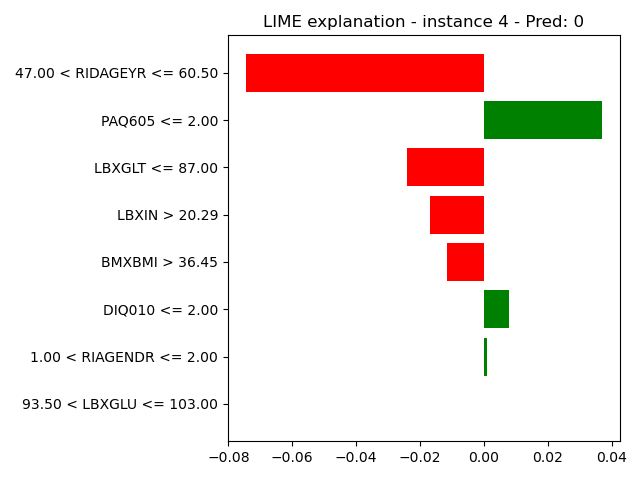 LIME explanation - instance 4 - Pred: 0
47.00 < RIDAGEYR <= 60.50
PAQ605 <= 2.00
LBXGLT <= 87.00
LBXIN > 20.29
BMXBMI > 36.45
DIQ010 <= 2.00
1.00 < RIAGENDR <= 2.00
93.50 < LBXGLU <= 103.00
−0.08 −0.06 −0.04 −0.02 0.00 0.02 0.04